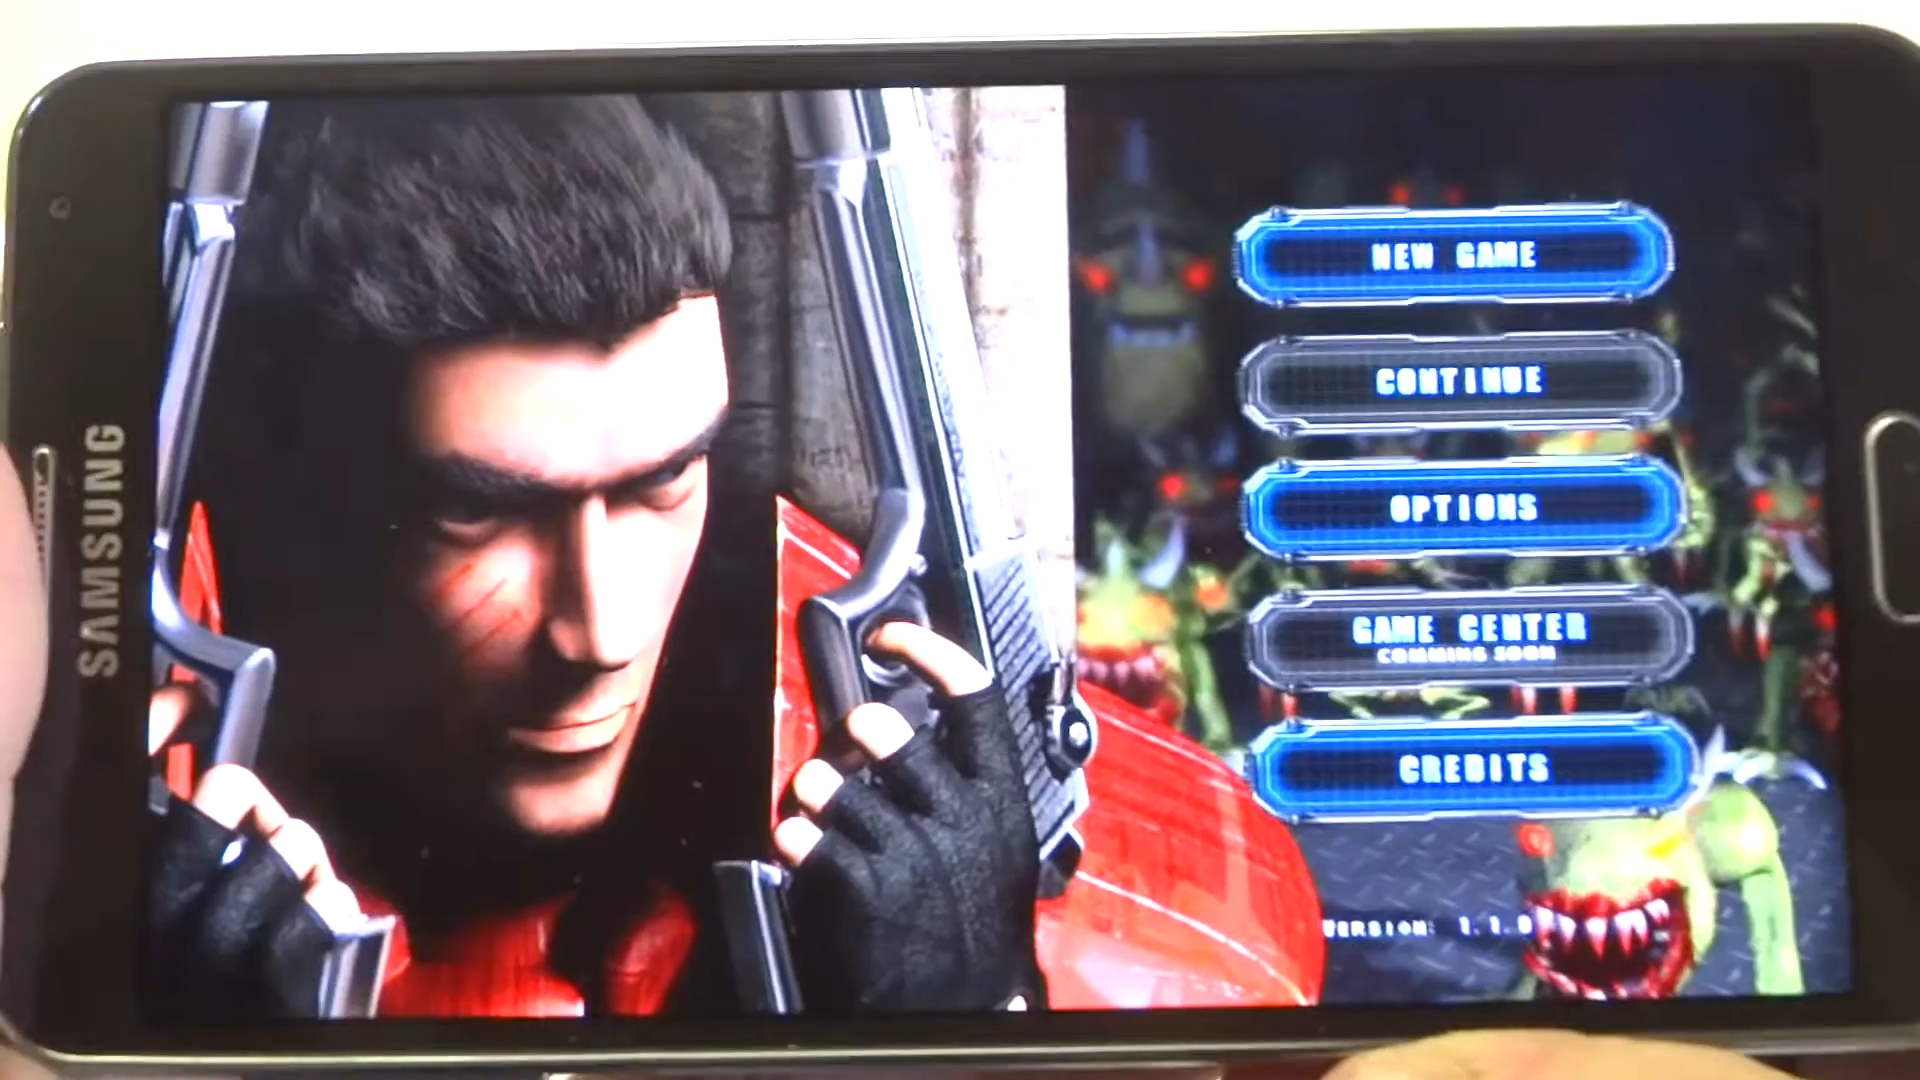 SAMSUNG
NEW GAME
CONTINUE
OPTIONS
GAME CENTER
COMMING SOON
CREDITS
VERSION: 1.1.0